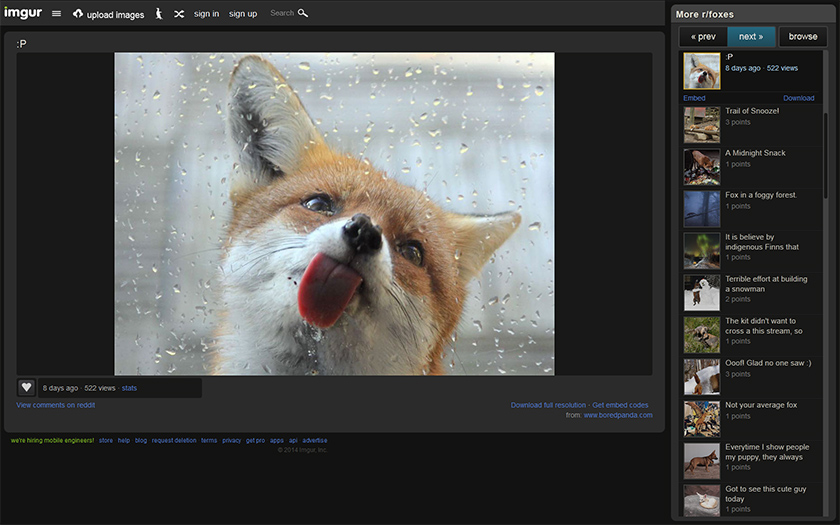 imgur
upload images
sign in
sign up
Search
:P
8 days ago · 522 views · stats
View comments on reddit
Download full resolution - Get embed codes
from: www.boredpanda.com
we're hiring mobile engineers! store help blog request deletion terms privacy get pro apps api advertise
© 2014 Imgur, Inc.
More r/foxes
« prev
next »
browse
:P
8 days ago · 522 views
Embed
Download
Trail of Snooze!
3 points
A Midnight Snack
1 points
Fox in a foggy forest.
1 points
It is believe by
indigenous Finns that
1 points
Terrible effort at building
a snowman
2 points
The kit didn't want to
cross a this stream, so
1 points
Ooof! Glad no one saw :)
3 points
Not your average fox
1 points
Everytime I show people
my puppy, they always
1 points
Got to see this cute guy
today
1 points